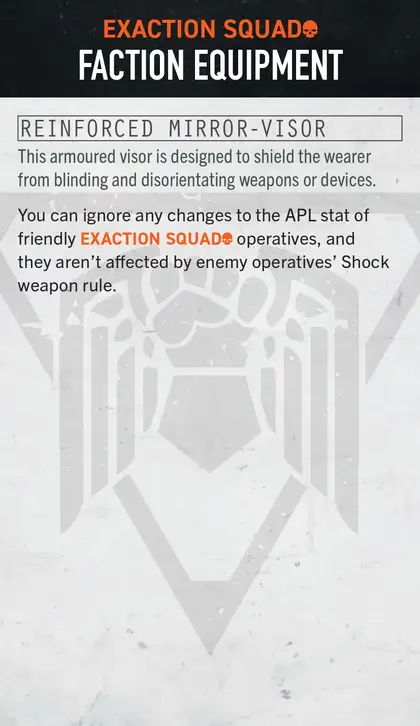 EXACTION SQUAD
FACTION EQUIPMENT
REINFORCED MIRROR-VISOR
This armoured visor is designed to shield the wearer
from blinding and disorientating weapons or devices.
You can ignore any changes to the APL stat of
friendly EXACTION SQUAD operatives, and
they aren’t affected by enemy operatives’ Shock
weapon rule.